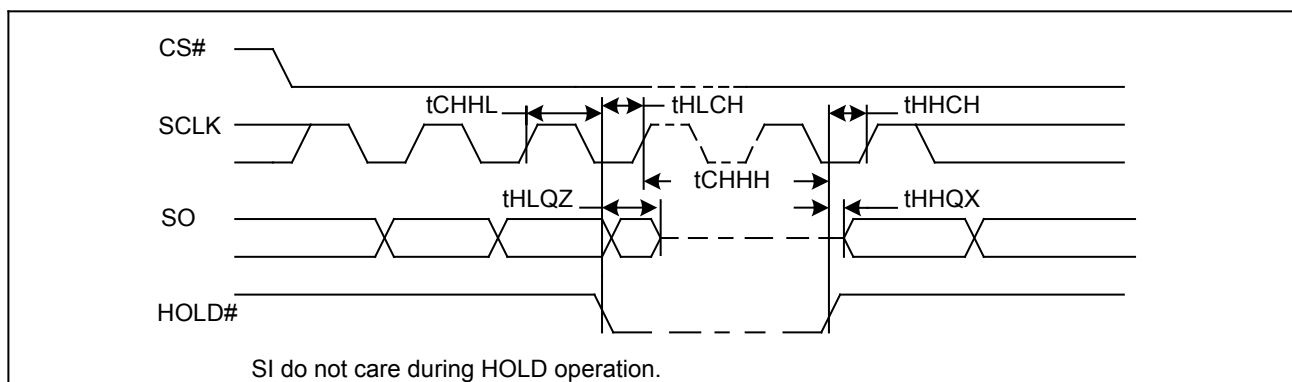 CS#
tCHHL
tHLCH
tHHCH
SCLK
tCHHH
tHLQZ
tHHQX
SO
HOLD#
SI do not care during HOLD operation.